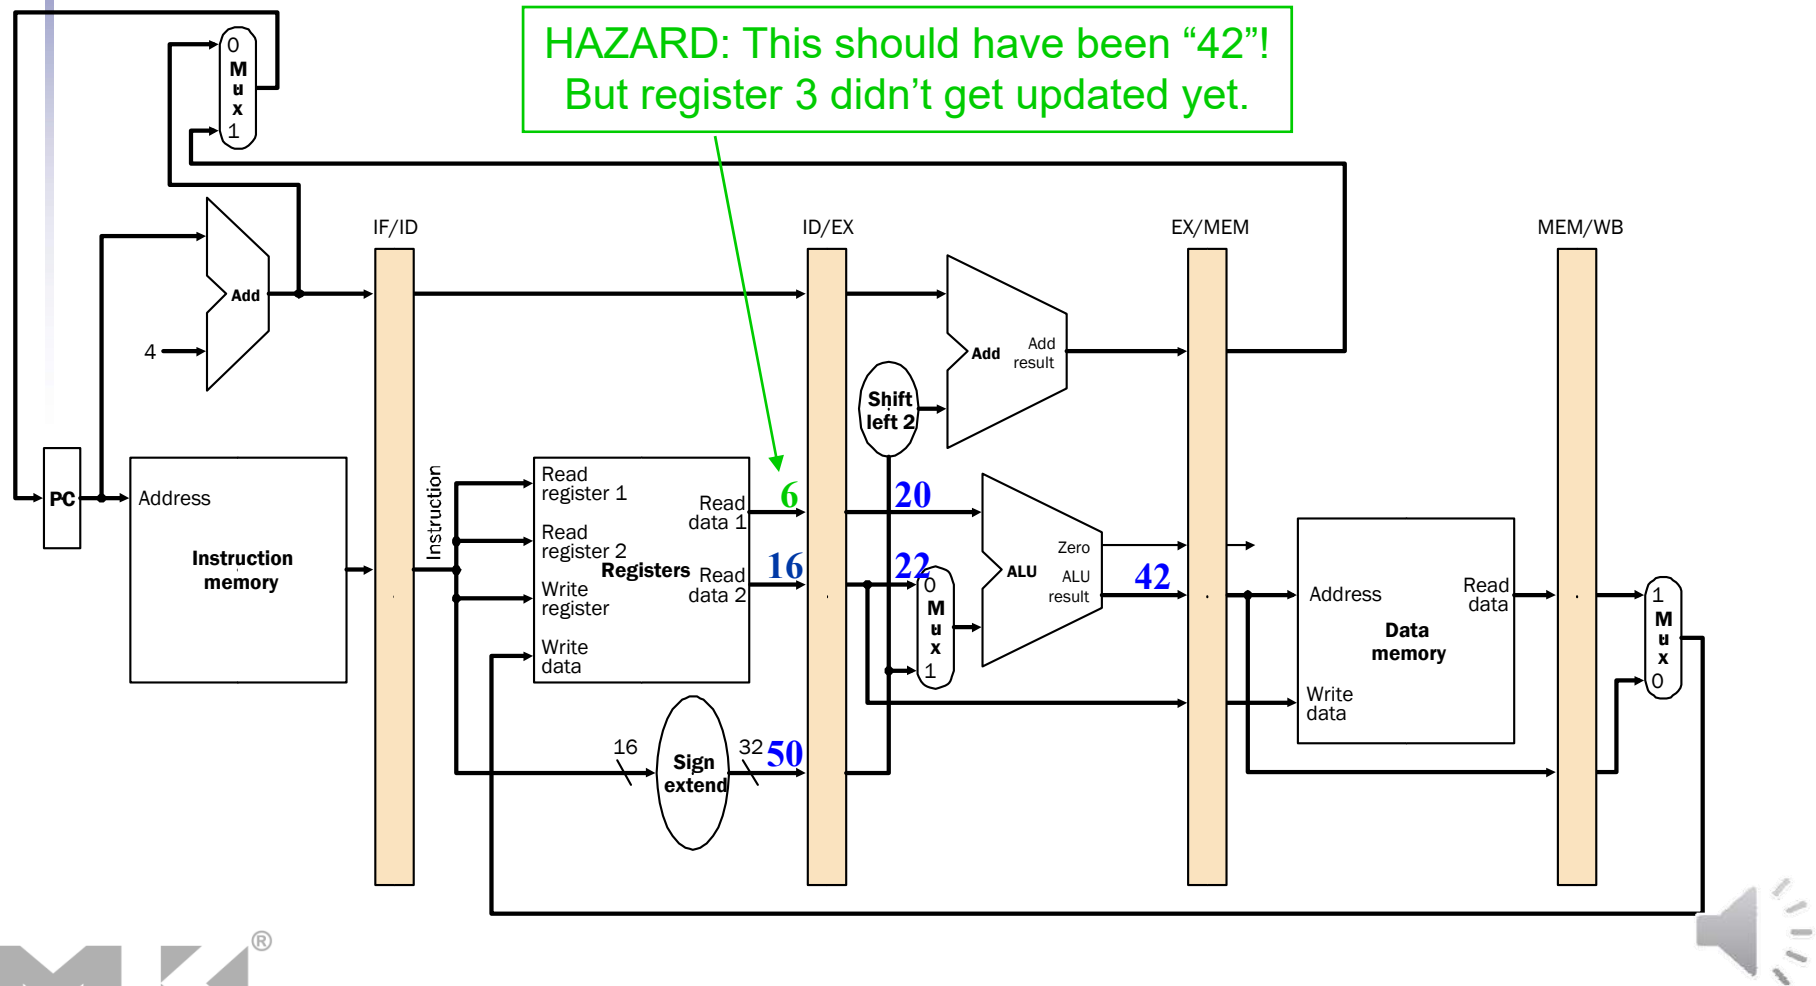 HAZARD: This should have been “42”!
But register 3 didn’t get updated yet.
0
M
u
x
1
IF/ID
ID/EX
EX/MEM
MEM/WB
Add
4
Add
Add
result
Shift
left 2
PC
Address
Instruction
memory
Instruction
Read
register 1
Read
register 2
Write
register
Write
data
Registers
Read
data 1
Read
data 2
6
16
20
22
0
M
u
x
1
Zero
ALU
ALU
result
42
Address
Read
data
Data
memory
Write
data
1
M
u
x
0
16
Sign
extend
32
50
MK®